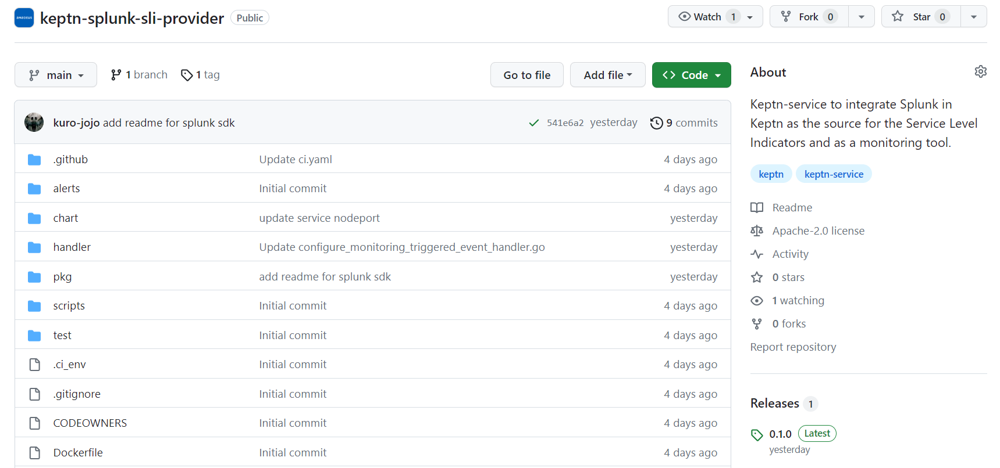 amadeus keptn-splunk-sli-provider Public Watch 1 Fork 0 Star 0
main 1 branch 1 tag Go to file Add file <> Code
kuro-jojo add readme for splunk sdk 541e6a2 yesterday 9 commits
.github Update ci.yaml 4 days ago
alerts Initial commit 4 days ago
chart update service nodeport yesterday
handler Update configure_monitoring_triggered_event_handler.go yesterday
pkg add readme for splunk sdk yesterday
scripts Initial commit 4 days ago
test Initial commit 4 days ago
.ci_env Initial commit 4 days ago
.gitignore Initial commit 4 days ago
CODEOWNERS Initial commit 4 days ago
Dockerfile Initial commit 4 days ago
About
Keptn-service to integrate Splunk in
Keptn as the source for the Service Level
Indicators and as a monitoring tool.
keptn keptn-service
Readme
Apache-2.0 license
Activity
0 stars
1 watching
0 forks
Report repository
Releases 1
0.1.0 Latest
yesterday